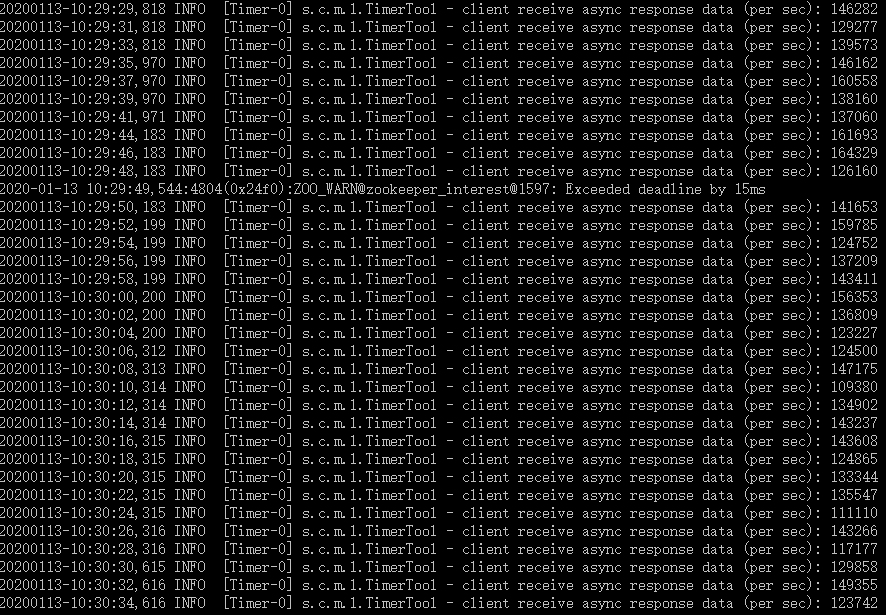 20200113-10:29:29,818 INFO  [Timer-0] s.c.m.l.TimerTool - client receive async response data (per sec): 146282
20200113-10:29:31,818 INFO  [Timer-0] s.c.m.l.TimerTool - client receive async response data (per sec): 129277
20200113-10:29:33,818 INFO  [Timer-0] s.c.m.l.TimerTool - client receive async response data (per sec): 139573
20200113-10:29:35,970 INFO  [Timer-0] s.c.m.l.TimerTool - client receive async response data (per sec): 146162
20200113-10:29:37,970 INFO  [Timer-0] s.c.m.l.TimerTool - client receive async response data (per sec): 160558
20200113-10:29:39,970 INFO  [Timer-0] s.c.m.l.TimerTool - client receive async response data (per sec): 138160
20200113-10:29:41,971 INFO  [Timer-0] s.c.m.l.TimerTool - client receive async response data (per sec): 137060
20200113-10:29:44,183 INFO  [Timer-0] s.c.m.l.TimerTool - client receive async response data (per sec): 161693
20200113-10:29:46,183 INFO  [Timer-0] s.c.m.l.TimerTool - client receive async response data (per sec): 164329
20200113-10:29:48,183 INFO  [Timer-0] s.c.m.l.TimerTool - client receive async response data (per sec): 126160
2020-01-13 10:29:49,544:4804(0x24f0):ZOO_WARN@zookeeper_interest@1597: Exceeded deadline by 15ms
20200113-10:29:50,183 INFO  [Timer-0] s.c.m.l.TimerTool - client receive async response data (per sec): 141653
20200113-10:29:52,199 INFO  [Timer-0] s.c.m.l.TimerTool - client receive async response data (per sec): 159785
20200113-10:29:54,199 INFO  [Timer-0] s.c.m.l.TimerTool - client receive async response data (per sec): 124752
20200113-10:29:56,199 INFO  [Timer-0] s.c.m.l.TimerTool - client receive async response data (per sec): 137209
20200113-10:29:58,199 INFO  [Timer-0] s.c.m.l.TimerTool - client receive async response data (per sec): 143411
20200113-10:30:00,200 INFO  [Timer-0] s.c.m.l.TimerTool - client receive async response data (per sec): 156353
20200113-10:30:02,200 INFO  [Timer-0] s.c.m.l.TimerTool - client receive async response data (per sec): 136809
20200113-10:30:04,200 INFO  [Timer-0] s.c.m.l.TimerTool - client receive async response data (per sec): 123227
20200113-10:30:06,312 INFO  [Timer-0] s.c.m.l.TimerTool - client receive async response data (per sec): 124500
20200113-10:30:08,313 INFO  [Timer-0] s.c.m.l.TimerTool - client receive async response data (per sec): 147175
20200113-10:30:10,314 INFO  [Timer-0] s.c.m.l.TimerTool - client receive async response data (per sec): 109380
20200113-10:30:12,314 INFO  [Timer-0] s.c.m.l.TimerTool - client receive async response data (per sec): 134902
20200113-10:30:14,314 INFO  [Timer-0] s.c.m.l.TimerTool - client receive async response data (per sec): 143237
20200113-10:30:16,315 INFO  [Timer-0] s.c.m.l.TimerTool - client receive async response data (per sec): 143608
20200113-10:30:18,315 INFO  [Timer-0] s.c.m.l.TimerTool - client receive async response data (per sec): 124865
20200113-10:30:20,315 INFO  [Timer-0] s.c.m.l.TimerTool - client receive async response data (per sec): 133344
20200113-10:30:22,315 INFO  [Timer-0] s.c.m.l.TimerTool - client receive async response data (per sec): 135547
20200113-10:30:24,315 INFO  [Timer-0] s.c.m.l.TimerTool - client receive async response data (per sec): 111110
20200113-10:30:26,316 INFO  [Timer-0] s.c.m.l.TimerTool - client receive async response data (per sec): 143266
20200113-10:30:28,316 INFO  [Timer-0] s.c.m.l.TimerTool - client receive async response data (per sec): 117177
20200113-10:30:30,615 INFO  [Timer-0] s.c.m.l.TimerTool - client receive async response data (per sec): 129858
20200113-10:30:32,616 INFO  [Timer-0] s.c.m.l.TimerTool - client receive async response data (per sec): 149355
20200113-10:30:34,616 INFO  [Timer-0] s.c.m.l.TimerTool - client receive async response data (per sec): 123742